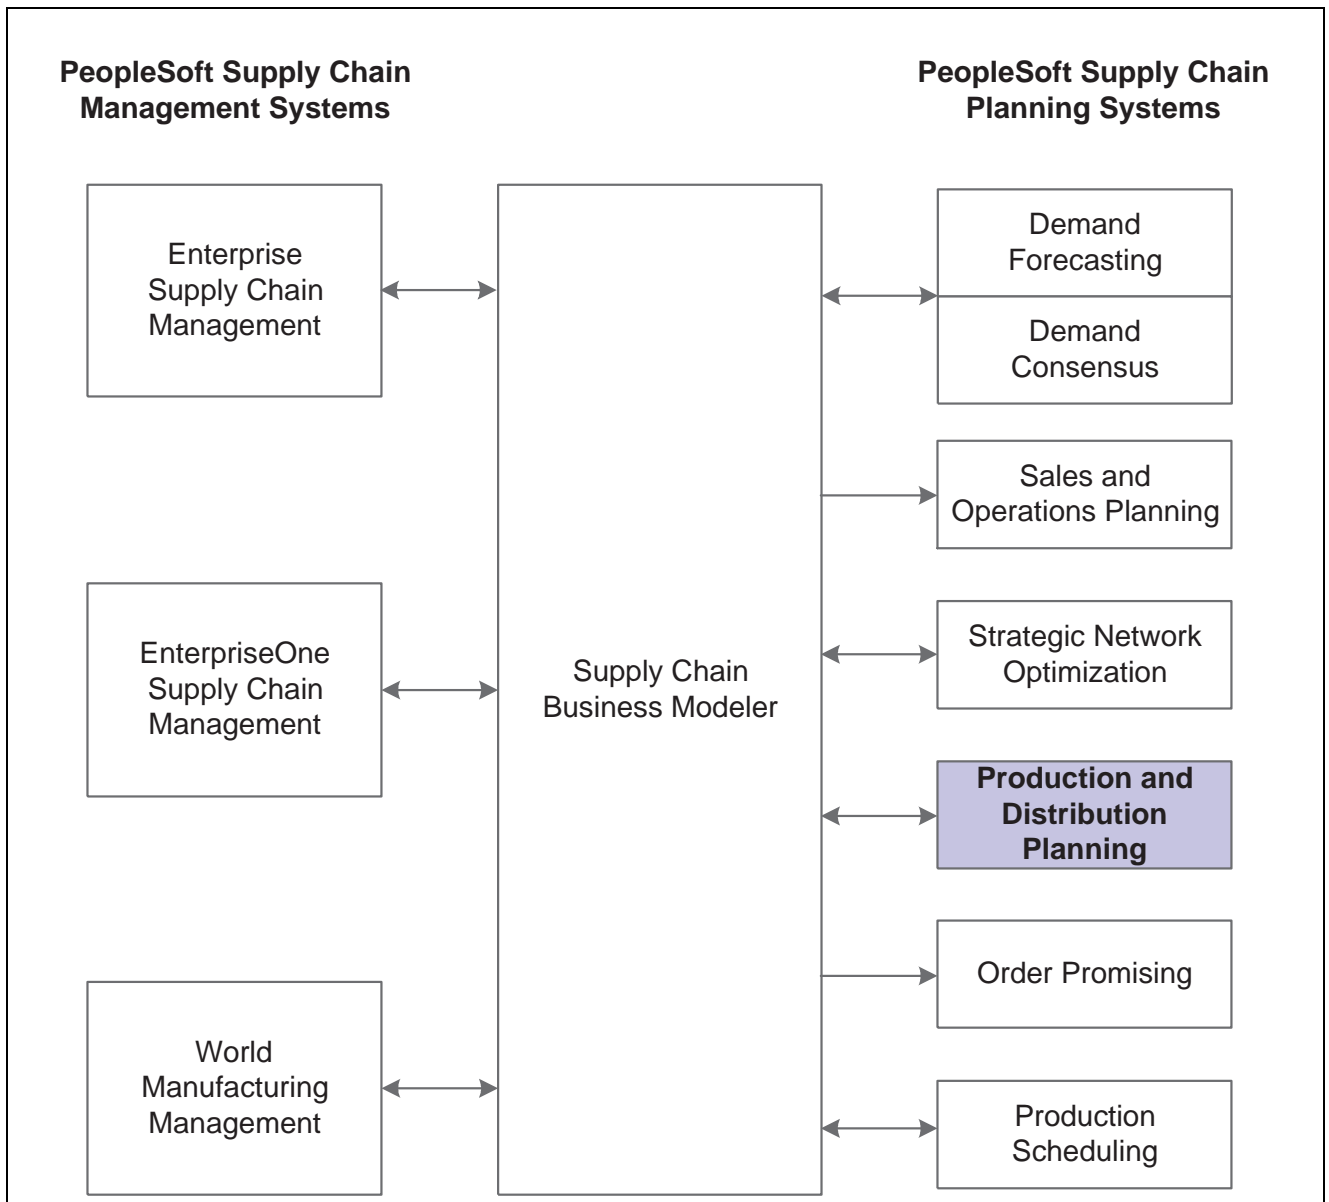 PeopleSoft Supply Chain
Management Systems
PeopleSoft Supply Chain
Planning Systems
Enterprise
Supply Chain
Management
EnterpriseOne
Supply Chain
Management
World
Manufacturing
Management
Supply Chain
Business Modeler
Demand
Forecasting
Demand
Consensus
Sales and
Operations Planning
Strategic Network
Optimization
Production and
Distribution
Planning
Order Promising
Production
Scheduling